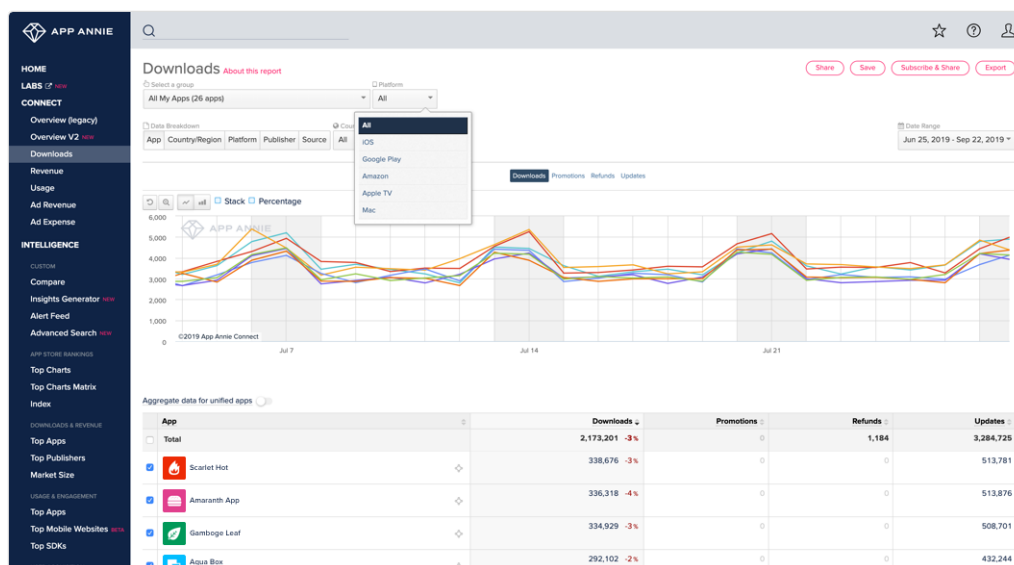 APP ANNIE
HOME
LABS NEW
CONNECT
Overview (legacy)
Overview V2 NEW
Downloads
Revenue
Usage
Ad Revenue
Ad Expense
INTELLIGENCE
CUSTOM
Compare
Insights Generator NEW
Alert Feed
Advanced Search NEW
APP STORE RANKINGS
Top Charts
Top Charts Matrix
Index
DOWNLOADS & REVENUE
Top Apps
Top Publishers
Market Size
USAGE & ENGAGEMENT
Top Apps
Top Mobile Websites BETA
Top SDKs
Downloads About this report
Share Save Subscribe & Share Export
Select a group Platform
All My Apps (26 apps) All
Data Breakdown Cou Date Range
App Country/Region Platform Publisher Source All Jun 25, 2019 - Sep 22, 2019
All
iOS
Google Play
Amazon
Apple TV
Mac
Downloads Promotions Refunds Updates
Stack Percentage
6,000
5,000
4,000
3,000
2,000
1,000
0
APP ANNIE
©2019 App Annie Connect
Jul 7 Jul 14 Jul 21
Aggregate data for unified apps
App Downloads Promotions Refunds Updates
Total 2,173,201 -3% 0 1,184 3,284,725
Scarlet Hot 338,676 -3% 0 0 513,781
Amaranth App 336,318 -4% 0 0 513,876
Gamboge Leaf 334,929 -3% 0 0 508,701
Aqua Box 292,102 -2% 0 0 432,244